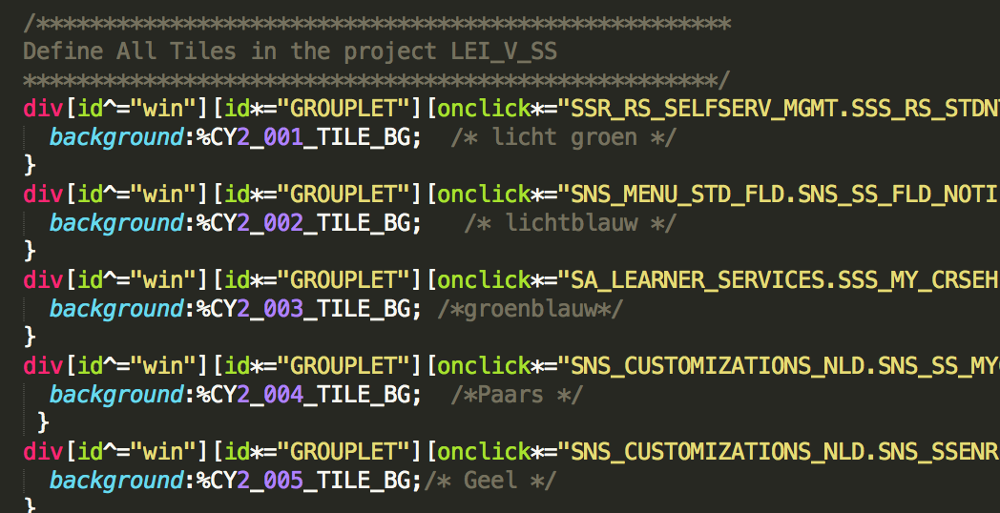 /****************************************************
Define All Tiles in the project LEI_V_SS
****************************************************/
div[id^="win"][id*="GROUPLET"][onclick*="SSR_RS_SELFSERV_MGMT.SSS_RS_STDN
background:%CY2_001_TILE_BG; /* licht groen */
}
div[id^="win"][id*="GROUPLET"][onclick*="SNS_MENU_STD_FLD.SNS_SS_FLD_NOTI
background:%CY2_002_TILE_BG; /* lichtblauw */
}
div[id^="win"][id*="GROUPLET"][onclick*="SA_LEARNER_SERVICES.SSS_MY_CRSEH
background:%CY2_003_TILE_BG; /*groenblauw*/
}
div[id^="win"][id*="GROUPLET"][onclick*="SNS_CUSTOMIZATIONS_NLD.SNS_SS_MY
background:%CY2_004_TILE_BG; /*Paars */
}
div[id^="win"][id*="GROUPLET"][onclick*="SNS_CUSTOMIZATIONS_NLD.SNS_SSENR
background:%CY2_005_TILE_BG;/* Geel */
}